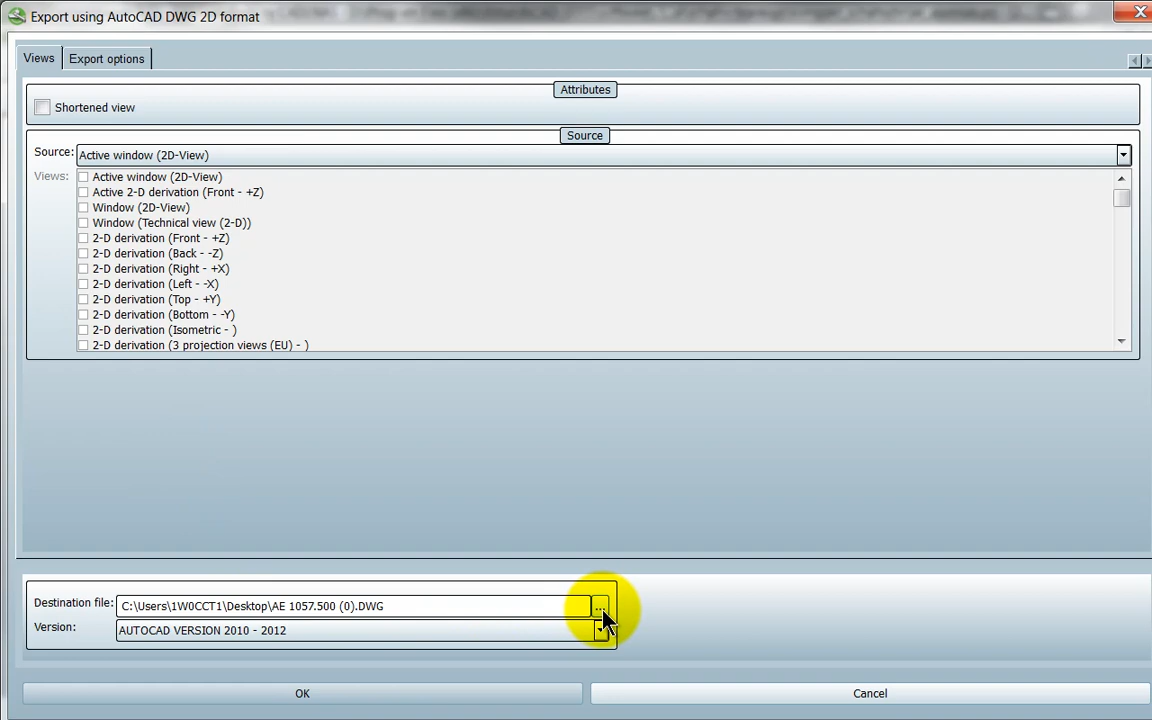 Export using AutoCAD DWG 2D format
Views
Export options
Attributes
Shortened view
Source
Source: Active window (2D-View)
Views:
Active window (2D-View)
Active 2-D derivation (Front - +Z)
Window (2D-View)
Window (Technical view (2-D))
2-D derivation (Front - +Z)
2-D derivation (Back - -Z)
2-D derivation (Right - +X)
2-D derivation (Left - -X)
2-D derivation (Top - +Y)
2-D derivation (Bottom - -Y)
2-D derivation (Isometric - )
2-D derivation (3 projection views (EU) - )
Destination file: C:\Users\1W0CCT1\Desktop\AE 1057.500 (0).DWG ...
Version: AUTOCAD VERSION 2010 - 2012
OK
Cancel